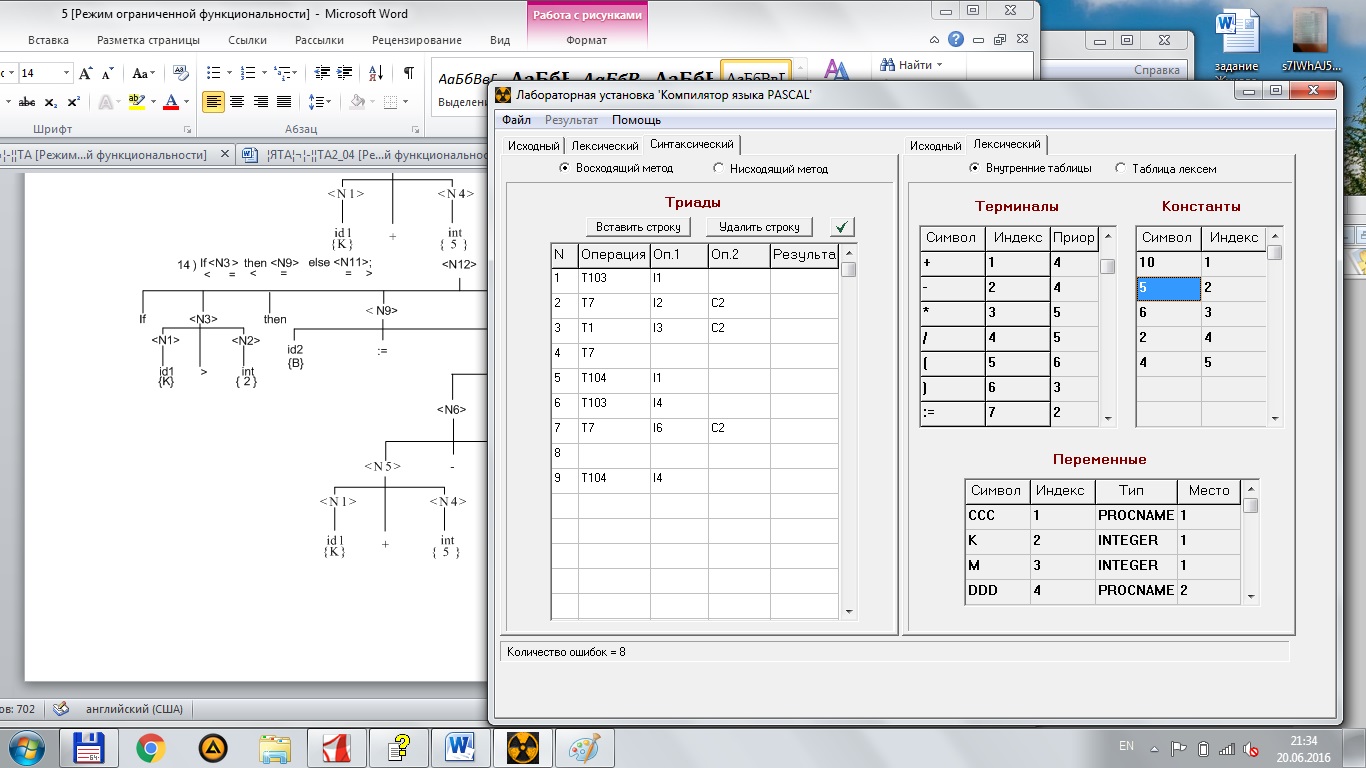 5 [Режим ограниченной функциональности] - Microsoft Word
Работа с рисунками
Вставка Разметка страницы Ссылки Рассылки Рецензирование Вид Формат
14
Найти
АаБбВвГ АаБбI АаБбВ АаБбI АаБбВвГ
Выделени
Шрифт Абзац
ТА [Режим...й функциональности]
ТА2_04 [Ре...й функциональнос
<N1> <N4>
id1 + int
{K} { 5 }
14 ) If <N3> then <N9> else <N11>;
< = < = = >
<N12>
If <N3> then < N9>
<N1> <N2>
id2 :=
{B}
id1 > int
{K} { 2 }
<N6>
<N5> -
<N1> <N4>
id1 + int
{K} { 5 }
ов: 702 английский (США)
Справка
задание
s7IWhAJ5...
Лабораторная установка 'Компилятор языка PASCAL'
Файл Результат Помощь
Исходный Лексический Синтаксический
Восходящий метод Нисходящий метод
Триады
Вставить строку Удалить строку
N Операция Оп.1 Оп.2 Результа
1 T103 I1
2 T7 I2 C2
3 T1 I3 C2
4 T7
5 T104 I1
6 T103 I4
7 T7 I6 C2
8
9 T104 I4
Исходный Лексический
Внутренние таблицы Таблица лексем
Терминалы
Символ Индекс Приор
+ 1 4
- 2 4
* 3 5
/ 4 5
( 5 6
) 6 3
:= 7 2
Константы
Символ Индекс
10 1
5 2
6 3
2 4
4 5
Переменные
Символ Индекс Тип Место
CCC 1 PROCNAME 1
K 2 INTEGER 1
M 3 INTEGER 1
DDD 4 PROCNAME 2
Количество ошибок = 8
EN
21:34
20.06.2016